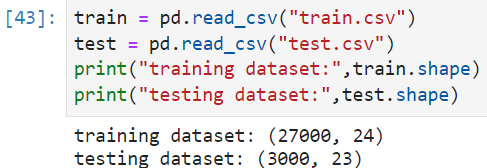 [43]: train = pd.read_csv("train.csv")
test = pd.read_csv("test.csv")
print("training dataset:",train.shape)
print("testing dataset:",test.shape)
training dataset: (27000, 24)
testing dataset: (3000, 23)